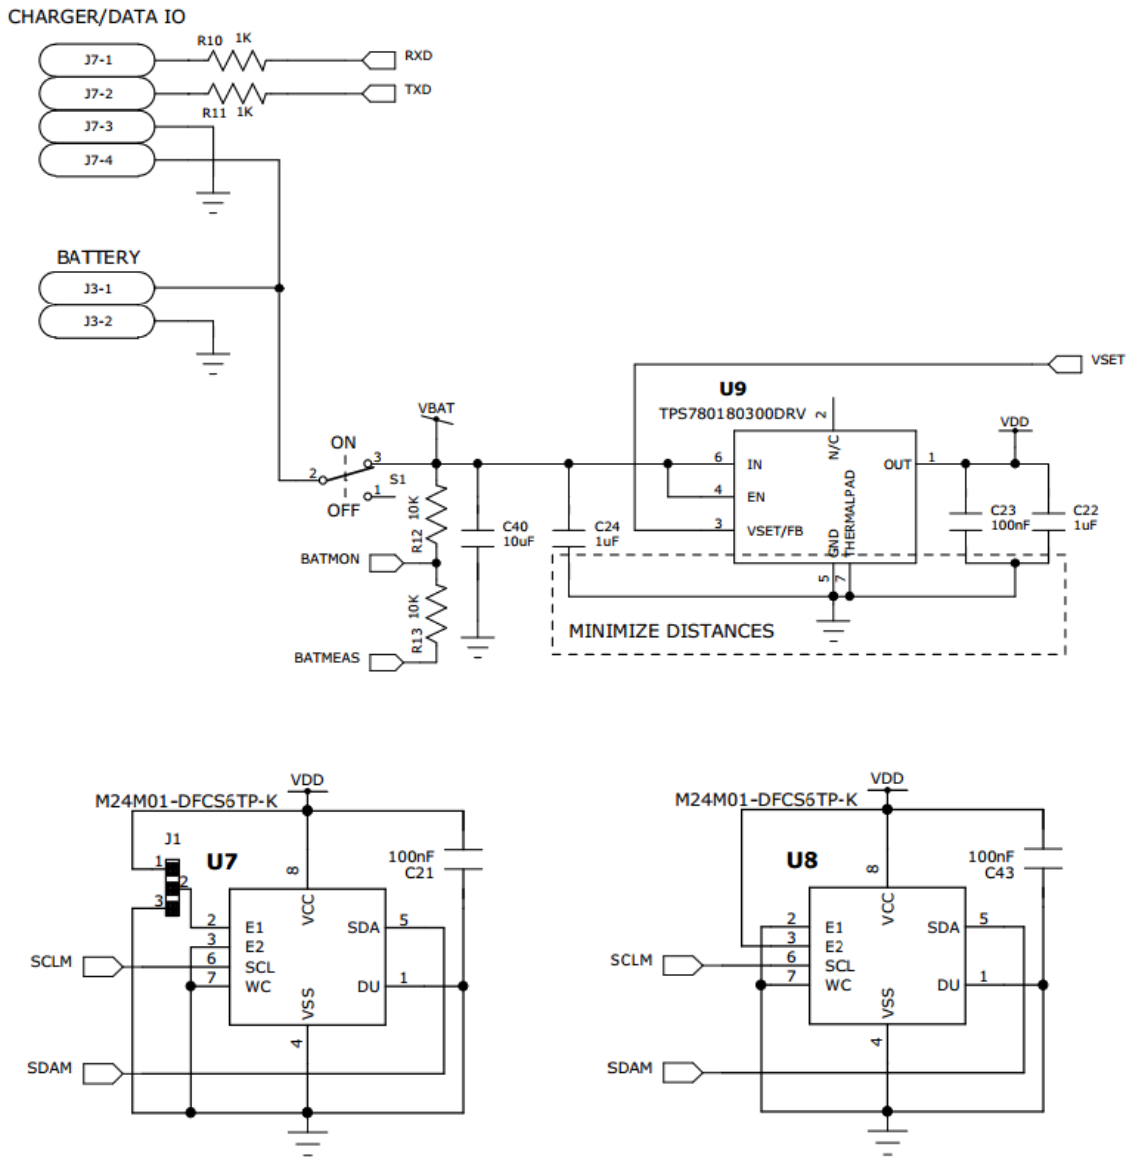 CHARGER/DATA IO
J7-1
R10
1K
RXD
J7-2
R11
1K
TXD
J7-3
J7-4
BATTERY
J3-1
J3-2
VSET
U9
TPS780180300DRV
VBAT
VDD
ON
2
3
S1
1
OFF
6
IN
2
N/C
OUT
1
4
EN
3
VSET/FB
GND
THERMALPAD
5
7
R12
10K
C40
10uF
C24
1uF
C23
100nF
C22
1uF
BATMON
R13
10K
BATMEAS
MINIMIZE DISTANCES
VDD
M24M01-DFCS6TP-K
J1
1
2
3
U7
100nF
C21
8
VCC
2
E1
3
E2
6
SCL
7
WC
SDA
5
DU
1
VSS
4
SCLM
SDAM
VDD
M24M01-DFCS6TP-K
U8
100nF
C43
8
VCC
2
E1
3
E2
6
SCL
7
WC
SDA
5
DU
1
VSS
4
SCLM
SDAM